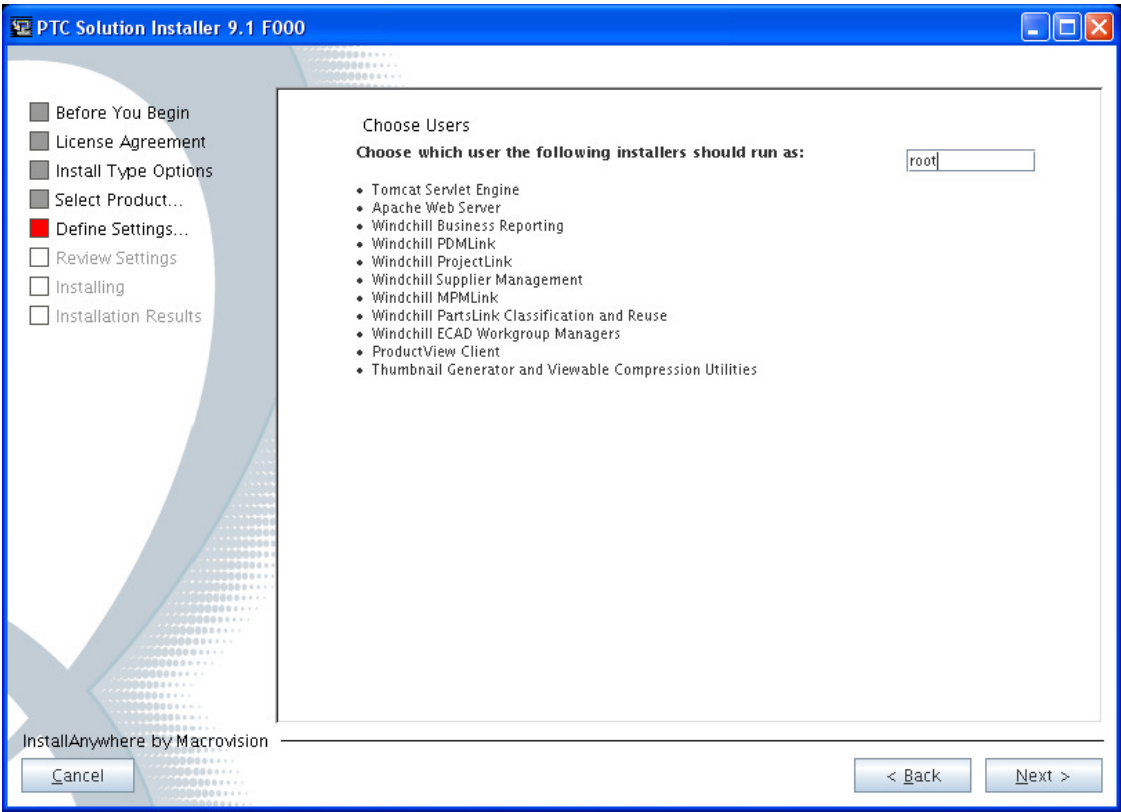 PTC Solution Installer 9.1 F000
Before You Begin
License Agreement
Install Type Options
Select Product...
Define Settings...
Review Settings
Installing
Installation Results
Choose Users
Choose which user the following installers should run as:
root
• Tomcat Servlet Engine
• Apache Web Server
• Windchill Business Reporting
• Windchill PDMLink
• Windchill ProjectLink
• Windchill Supplier Management
• Windchill MPMLink
• Windchill PartsLink Classification and Reuse
• Windchill ECAD Workgroup Managers
• ProductView Client
• Thumbnail Generator and Viewable Compression Utilities
InstallAnywhere by Macrovision
Cancel
< Back
Next >